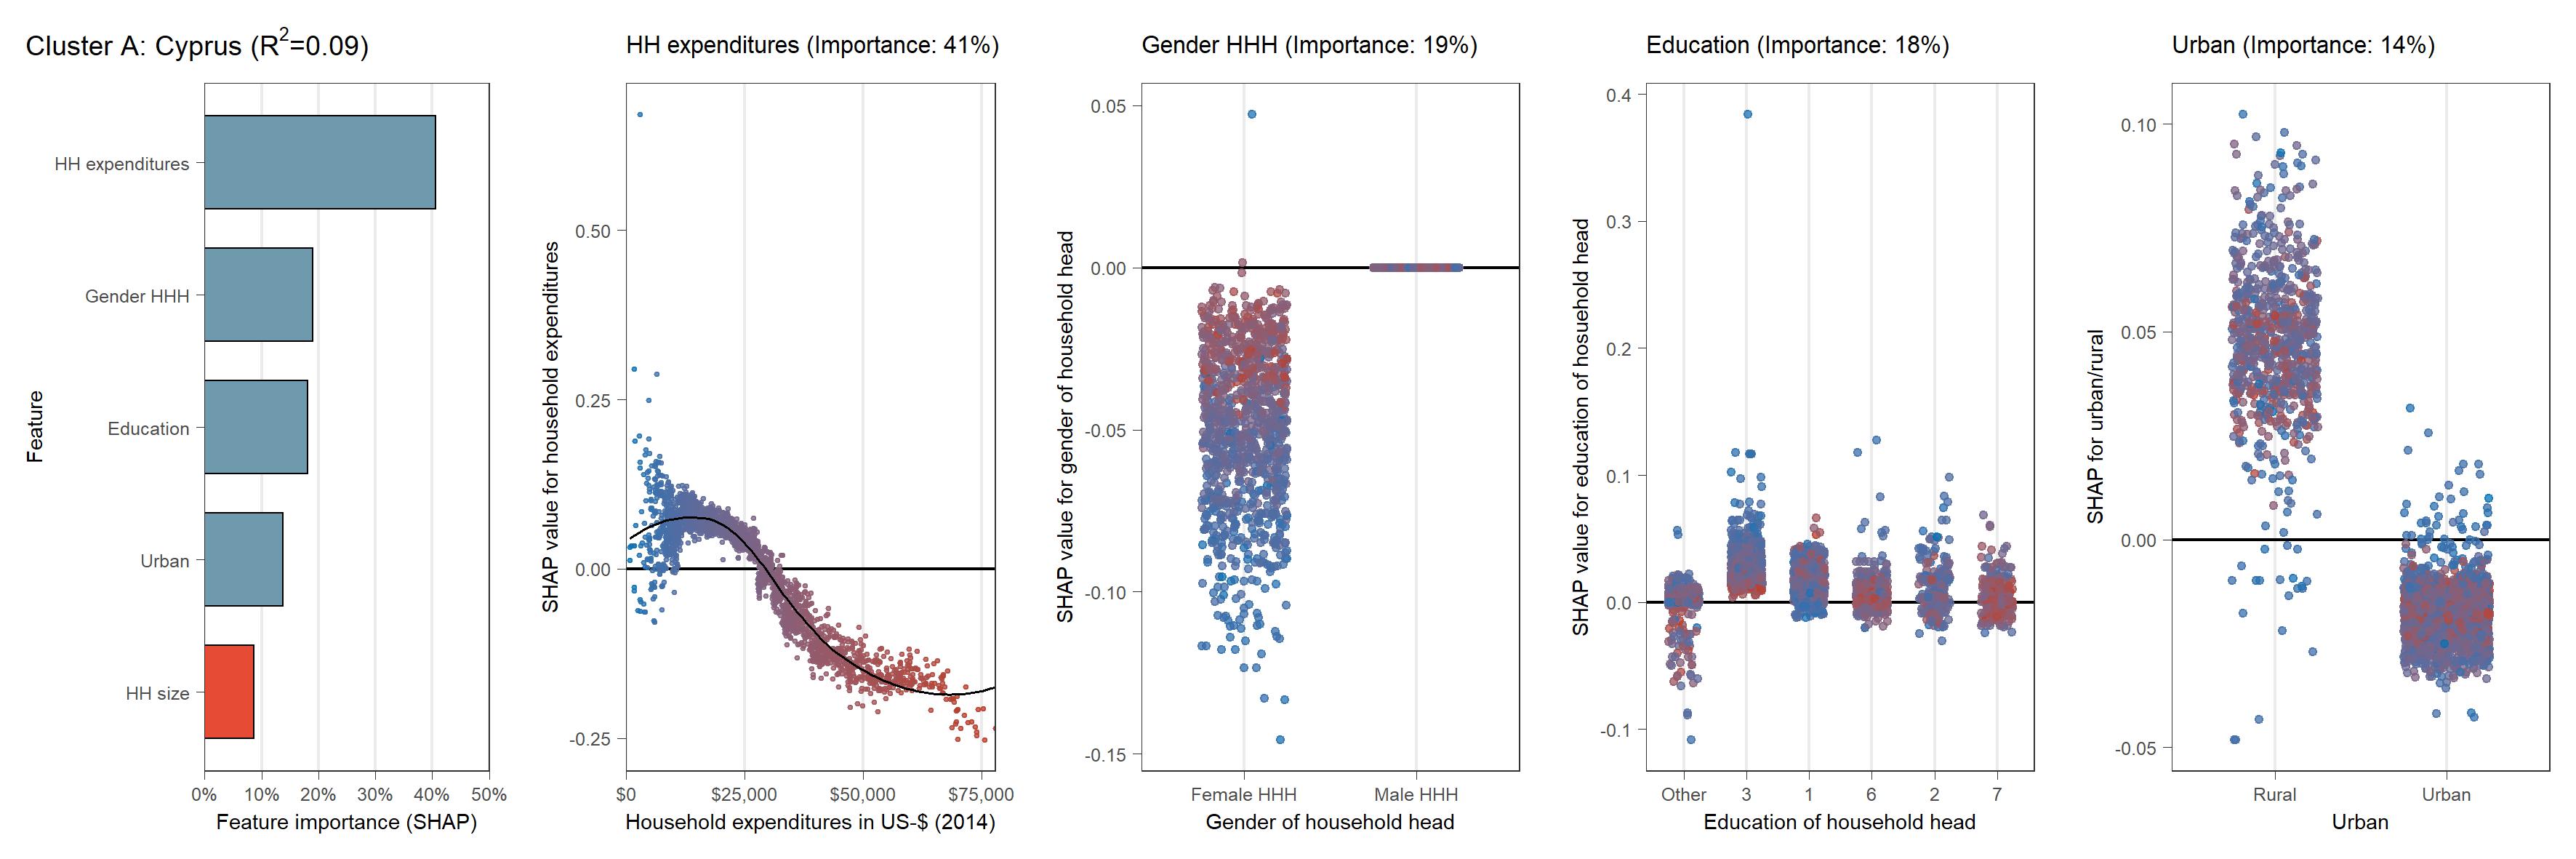 Cluster A: Cyprus (R²=0.09)
Feature
HH expenditures
Gender HHH
Education
Urban
HH size
0%
10%
20%
30%
40%
50%
Feature importance (SHAP)
HH expenditures (Importance: 41%)
SHAP value for household expenditures
0.50
0.25
0.00
-0.25
$0
$25,000
$50,000
$75,000
Household expenditures in US-$ (2014)
Gender HHH (Importance: 19%)
SHAP value for gender of household head
0.05
0.00
-0.05
-0.10
-0.15
Female HHH
Male HHH
Gender of household head
Education (Importance: 18%)
SHAP value for education of hosuehold head
0.4
0.3
0.2
0.1
0.0
-0.1
Other
3
1
6
2
7
Education of household head
Urban (Importance: 14%)
SHAP for urban/rural
0.10
0.05
0.00
-0.05
Rural
Urban
Urban